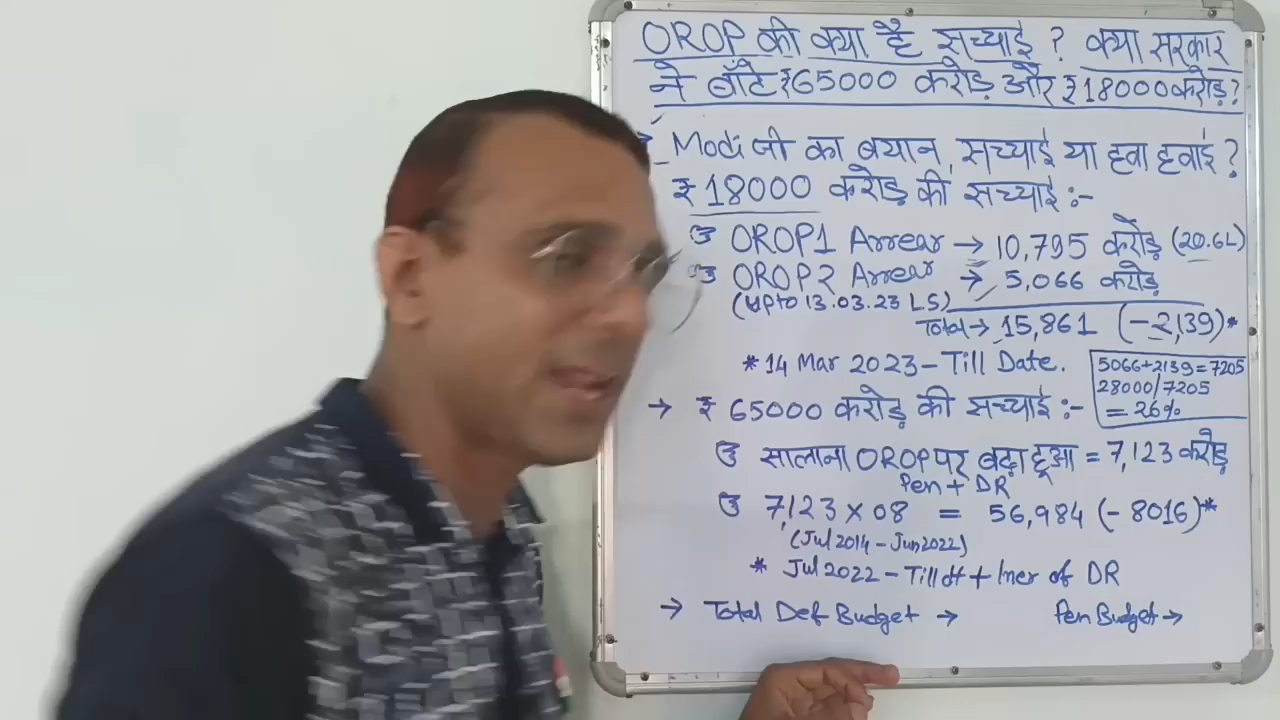 OROP की क्या है सच्चाई ? क्या सरकार
ने बाँटे ₹65000 करोड़ और ₹18000 करोड़?
→ Modi जी का बयान, सच्चाई या हवा हवाई ?
₹ 18000 करोड़ की सच्चाई :-
OROP1 Arrear → 10,795 करोड़ (20.6L)
OROP2 Arrear → 5,066 करोड़
(Upto 13.03.23 LS)
Total → 15,861 (-2,139)*
* 14 Mar 2023 - Till Date.
5066+2139=7205
28000/7205
= 26%
→ ₹ 65000 करोड़ की सच्चाई :-
सालाना OROP पर बढ़ा हुआ = 7,123 करोड़
Pen + DR
7,123 × 08 = 56,984 (- 8016)*
(Jul 2014 - Jun 2022)
* Jul 2022 - Till dt + Incr of DR
→ Total Def Budget → Pen Budget →